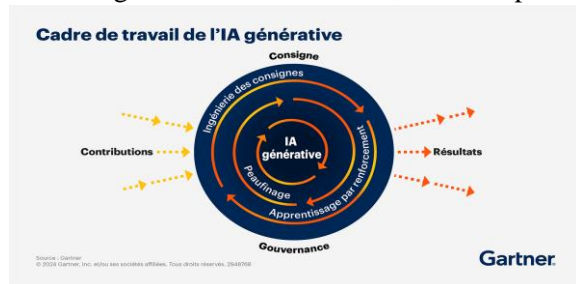 Cadre de travail de l'IA générative
Consigne
Ingénierie des consignes
Contributions
IA
générative
Résultats
Peaufinage
Apprentissage par renforcement
Gouvernance
Source : Gartner
© 2024 Gartner, Inc. et/ou ses sociétés affiliées. Tous droits réservés. 2948768
Gartner